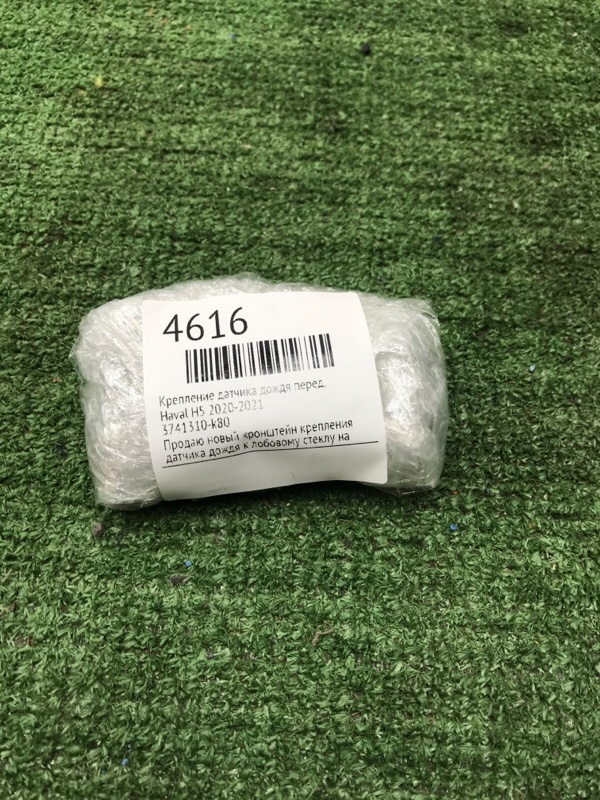 4616
Крепление датчика дождя перед.
Haval H5 2020-2021
3741310-k80
Продаю новый кронштейн крепления
датчика дождя к лобовому стеклу на